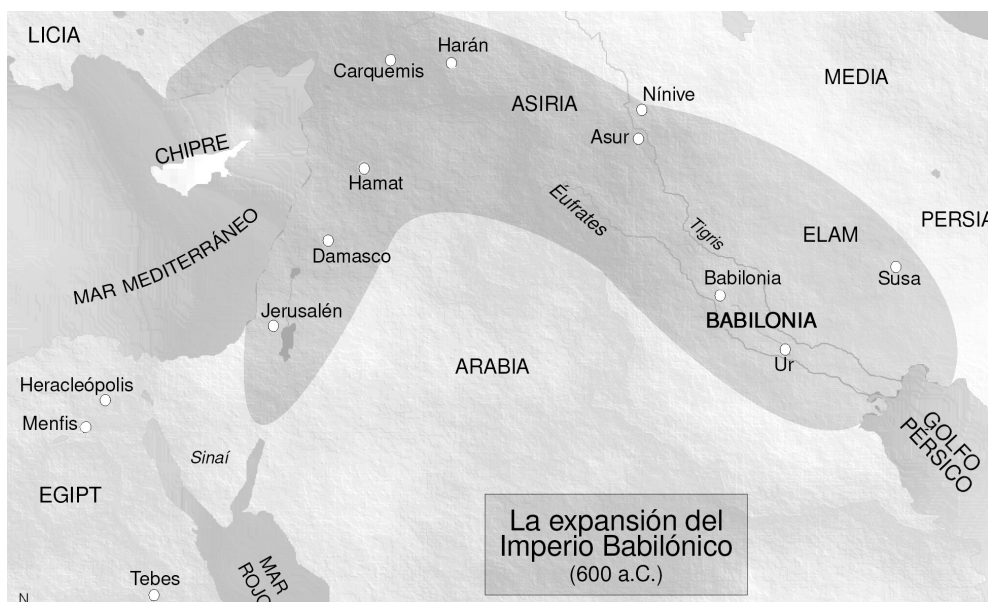 LICIA
Harán
Carquemis
MEDIA
ASIRIA
Nínive
Asur
CHIPRE
Hamat
Éufrates
MAR MEDITERRÁNEO
Tigris
ELAM
PERSIA
Damasco
Babilonia
Susa
Jerusalén
BABILONIA
Ur
ARABIA
Heracleópolis
Menfis
GOLFO
PÉRSICO
Sinaí
EGIPT
La expansión del
Imperio Babilónico
(600 a.C.)
MAR
ROJO
Tebes
N